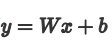 y = Wx + b